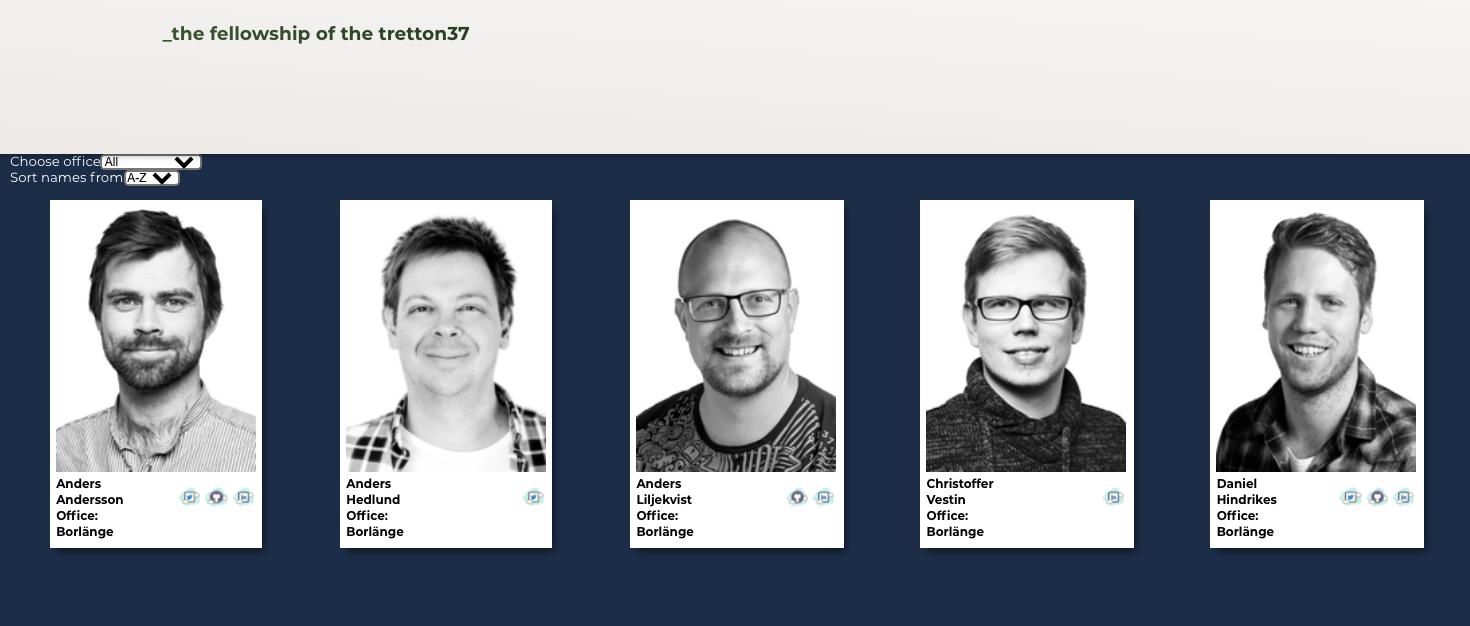 _the fellowship of the tretton37
Choose office All
Sort names from A-Z
Anders
Andersson
Office:
Borlänge
Anders
Hedlund
Office:
Borlänge
Anders
Liljekvist
Office:
Borlänge
Christoffer
Vestin
Office:
Borlänge
Daniel
Hindrikes
Office:
Borlänge